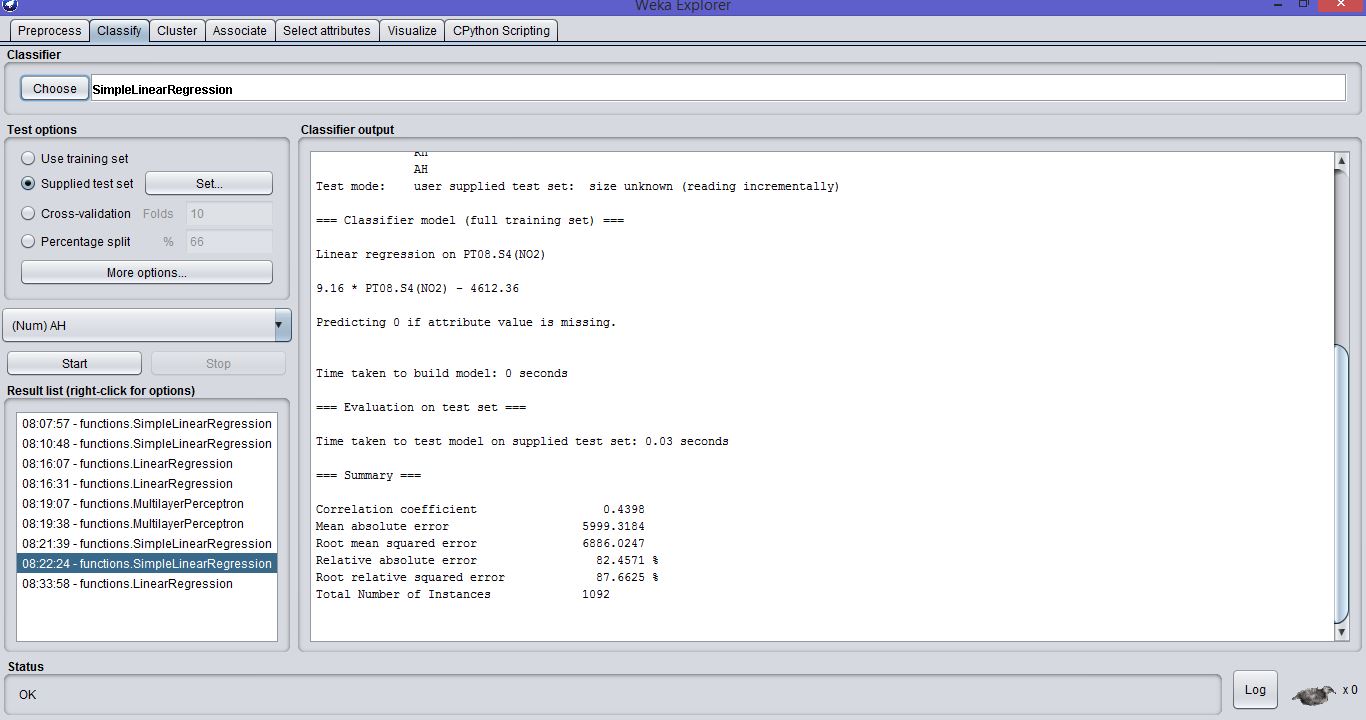 Weka Explorer
Preprocess Classify Cluster Associate Select attributes Visualize CPython Scripting
Classifier
Choose SimpleLinearRegression
Test options
Use training set
Supplied test set Set...
Cross-validation Folds 10
Percentage split % 66
More options...
(Num) AH
Start Stop
Result list (right-click for options)
08:07:57 - functions.SimpleLinearRegression
08:10:48 - functions.SimpleLinearRegression
08:16:07 - functions.LinearRegression
08:16:31 - functions.LinearRegression
08:19:07 - functions.MultilayerPerceptron
08:19:38 - functions.MultilayerPerceptron
08:21:39 - functions.SimpleLinearRegression
08:22:24 - functions.SimpleLinearRegression
08:33:58 - functions.LinearRegression
Classifier output
RH
AH
Test mode: user supplied test set: size unknown (reading incrementally)
=== Classifier model (full training set) ===
Linear regression on PT08.S4(NO2)
9.16 * PT08.S4(NO2) - 4612.36
Predicting 0 if attribute value is missing.
Time taken to build model: 0 seconds
=== Evaluation on test set ===
Time taken to test model on supplied test set: 0.03 seconds
=== Summary ===
Correlation coefficient 0.4398
Mean absolute error 5999.3184
Root mean squared error 6886.0247
Relative absolute error 82.4571 %
Root relative squared error 87.6625 %
Total Number of Instances 1092
Status
OK
Log
x 0